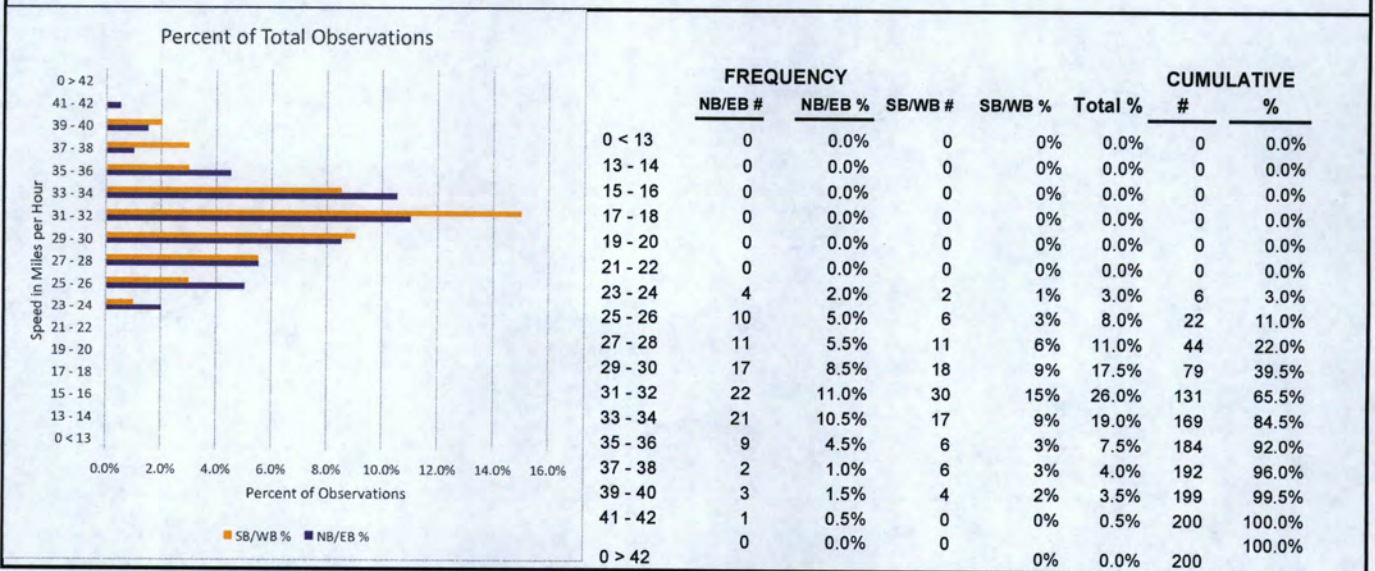 Percent of Total Observations
Speed in Miles per Hour
0 > 42
41 - 42
39 - 40
37 - 38
35 - 36
33 - 34
31 - 32
29 - 30
27 - 28
25 - 26
23 - 24
21 - 22
19 - 20
17 - 18
15 - 16
13 - 14
0 < 13
0.0% 2.0% 4.0% 6.0% 8.0% 10.0% 12.0% 14.0% 16.0%
Percent of Observations
SB/WB % NB/EB %
FREQUENCY CUMULATIVE
NB/EB # NB/EB % SB/WB # SB/WB % Total % # %
0 < 13 0 0.0% 0 0% 0.0% 0 0.0%
13 - 14 0 0.0% 0 0% 0.0% 0 0.0%
15 - 16 0 0.0% 0 0% 0.0% 0 0.0%
17 - 18 0 0.0% 0 0% 0.0% 0 0.0%
19 - 20 0 0.0% 0 0% 0.0% 0 0.0%
21 - 22 0 0.0% 0 0% 0.0% 0 0.0%
23 - 24 4 2.0% 2 1% 3.0% 6 3.0%
25 - 26 10 5.0% 6 3% 8.0% 22 11.0%
27 - 28 11 5.5% 11 6% 11.0% 44 22.0%
29 - 30 17 8.5% 18 9% 17.5% 79 39.5%
31 - 32 22 11.0% 30 15% 26.0% 131 65.5%
33 - 34 21 10.5% 17 9% 19.0% 169 84.5%
35 - 36 9 4.5% 6 3% 7.5% 184 92.0%
37 - 38 2 1.0% 6 3% 4.0% 192 96.0%
39 - 40 3 1.5% 4 2% 3.5% 199 99.5%
41 - 42 1 0.5% 0 0% 0.5% 200 100.0%
0 0.0% 0 100.0%
0 > 42 0% 0.0% 200